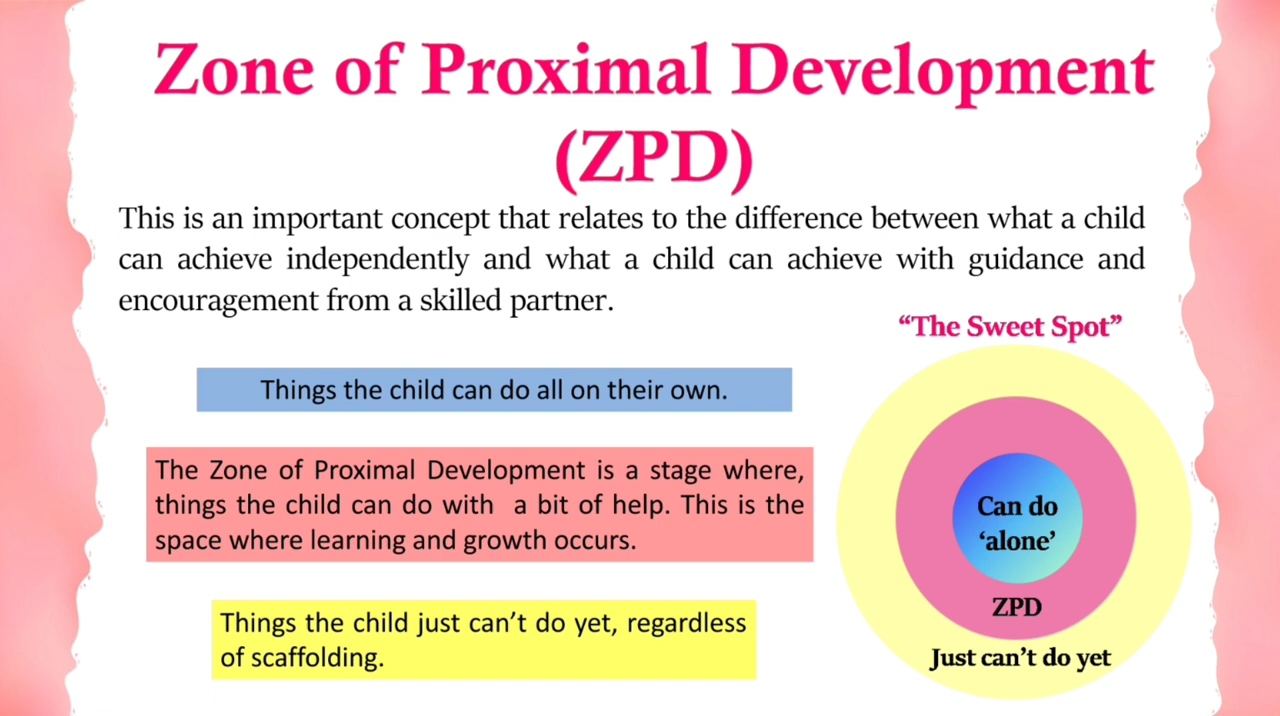 Zone of Proximal Development
(ZPD)
This is an important concept that relates to the difference between what a child
can achieve independently and what a child can achieve with guidance and
encouragement from a skilled partner.
“The Sweet Spot”
Things the child can do all on their own.
The Zone of Proximal Development is a stage where,
things the child can do with a bit of help. This is the
space where learning and growth occurs.
Things the child just can’t do yet, regardless
of scaffolding.
Can do
‘alone’
ZPD
Just can’t do yet